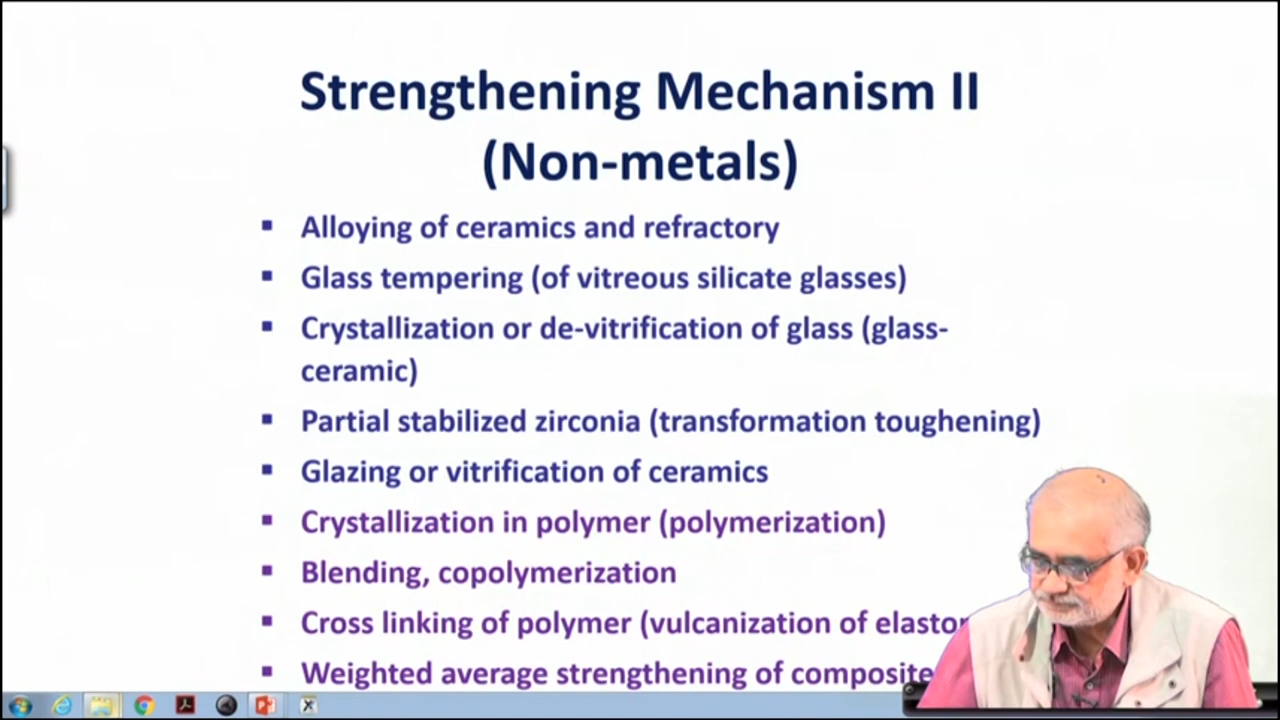 Strengthening Mechanism II
(Non-metals)
▪ Alloying of ceramics and refractory
▪ Glass tempering (of vitreous silicate glasses)
▪ Crystallization or de-vitrification of glass (glass-
ceramic)
▪ Partial stabilized zirconia (transformation toughening)
▪ Glazing or vitrification of ceramics
▪ Crystallization in polymer (polymerization)
▪ Blending, copolymerization
▪ Cross linking of polymer (vulcanization of
▪ Weighted average strengthening of